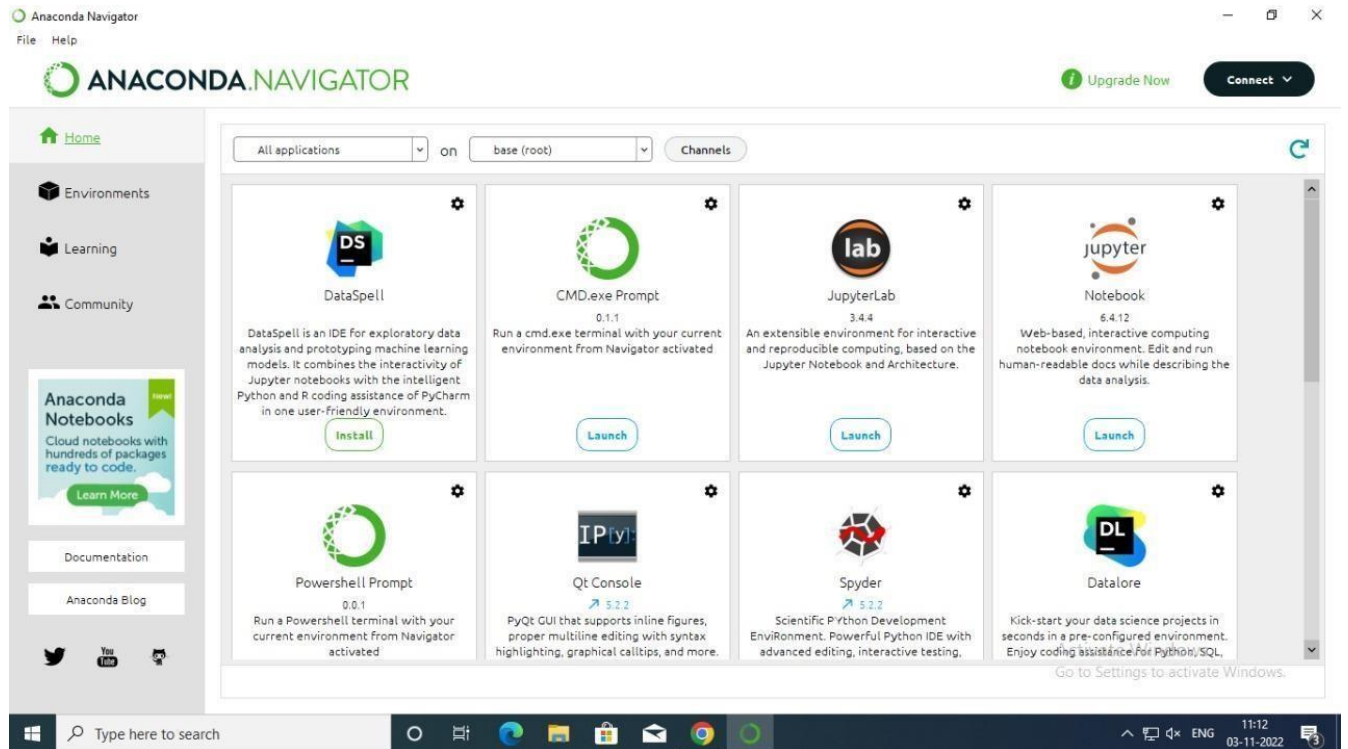 Anaconda Navigator
File Help
ANACONDA.NAVIGATOR
Upgrade Now
Connect
Home
Environments
Learning
Community
Anaconda
Notebooks
New!
Cloud notebooks with
hundreds of packages
ready to code.
Learn More
Documentation
Anaconda Blog
You
Tube
All applications on base (root) Channels
DS
DataSpell
DataSpell is an IDE for exploratory data
analysis and prototyping machine learning
models. It combines the interactivity of
Jupyter notebooks with the intelligent
Python and R coding assistance of PyCharm
in one user-friendly environment.
Install
CMD.exe Prompt
0.1.1
Run a cmd.exe terminal with your current
environment from Navigator activated
Launch
lab
JupyterLab
3.4.4
An extensible environment for interactive
and reproducible computing, based on the
Jupyter Notebook and Architecture.
Launch
jupyter
Notebook
6.4.12
Web-based, interactive computing
notebook environment. Edit and run
human-readable docs while describing the
data analysis.
Launch
Powershell Prompt
0.0.1
Run a Powershell terminal with your
current environment from Navigator
activated
IP[y]:
Qt Console
5.2.2
PyQt GUI that supports inline figures,
proper multiline editing with syntax
highlighting, graphical calltips, and more.
Spyder
5.2.2
Scientific PYthon Development
EnviRonment. Powerful Python IDE with
advanced editing, interactive testing,
DL
Datalore
Kick-start your data science projects in
seconds in a pre-configured environment.
Enjoy coding assistance for Python, SQL,
Activate Windows
Go to Settings to activate Windows.
Type here to search
ENG
11:12
03-11-2022
3